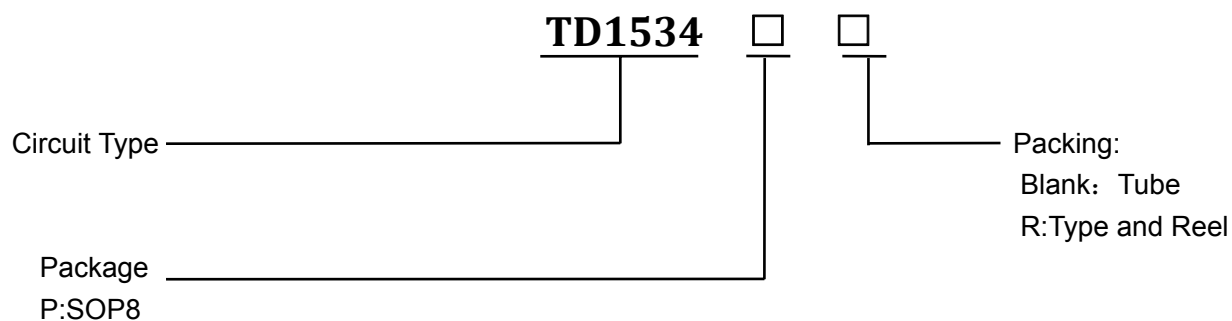 TD1534 □ □
Circuit Type
Packing:
Blank：Tube
R:Type and Reel
Package
P:SOP8